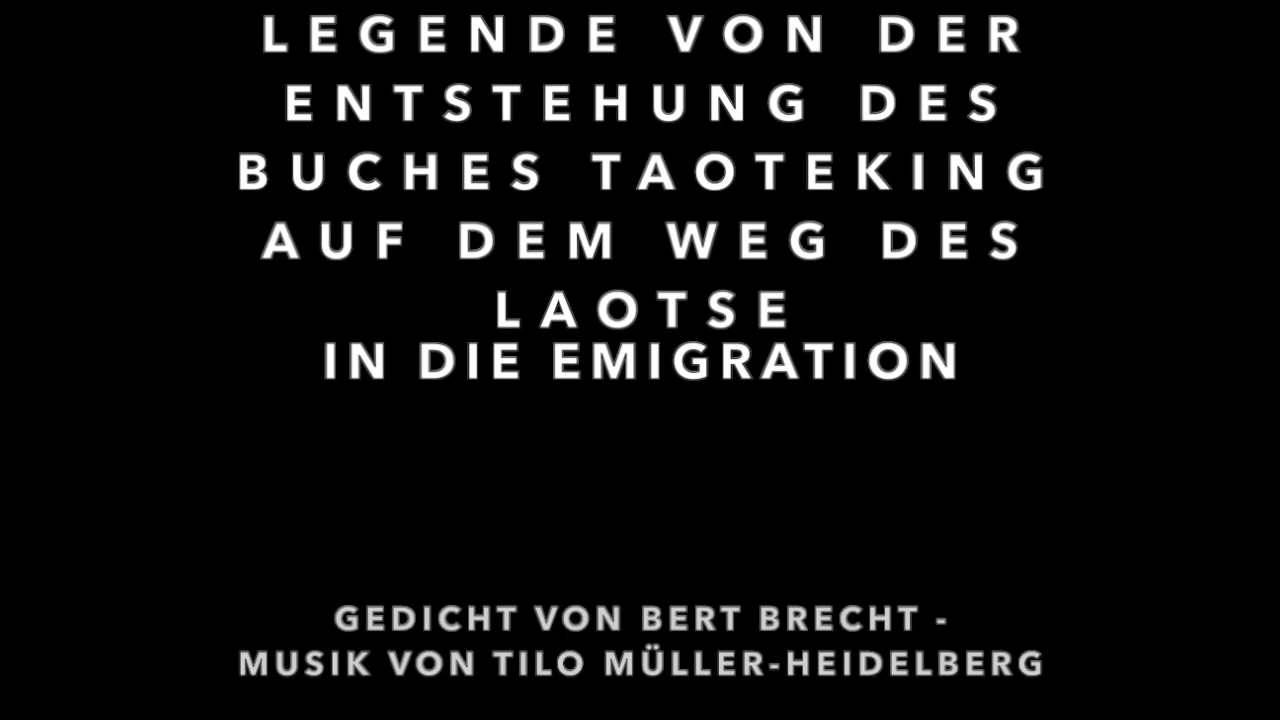 LEGENDE VON DER
ENTSTEHUNG DES
BUCHES TAOTEKING
AUF DEM WEG DES
LAOTSE
IN DIE EMIGRATION
GEDICHT VON BERT BRECHT -
MUSIK VON TILO MÜLLER-HEIDELBERG